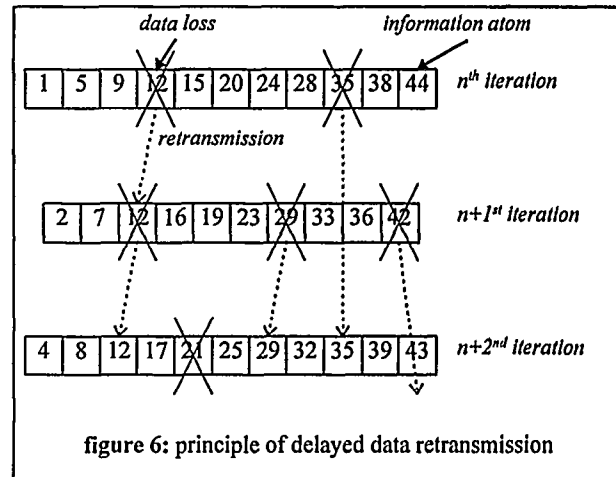 data loss information atom
1 5 9 12 15 20 24 28 35 38 44 nth iteration
retransmission
2 7 12 16 19 23 29 33 36 42 n+1st iteration
4 8 12 17 21 25 29 32 35 39 43 n+2nd iteration
figure 6: principle of delayed data retransmission